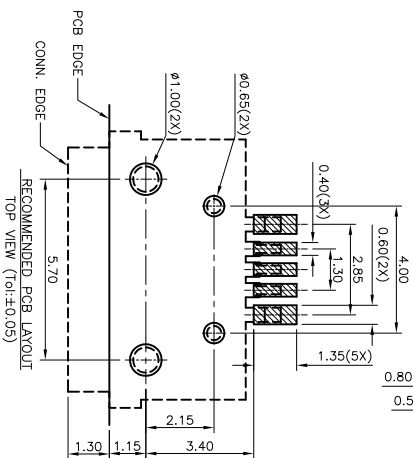 PCB EDGE
CONN. EDGE
ø1.00(2X)
ø0.65(2X)
0.40(3X)
1.30
2.85
0.60(2X)
4.00
1.35(5X)
0.80
0.5
5.70
2.15
1.30
1.15
3.40
RECOMMENDED PCB LAYOUT
TOP VIEW (Tol:±0.05)